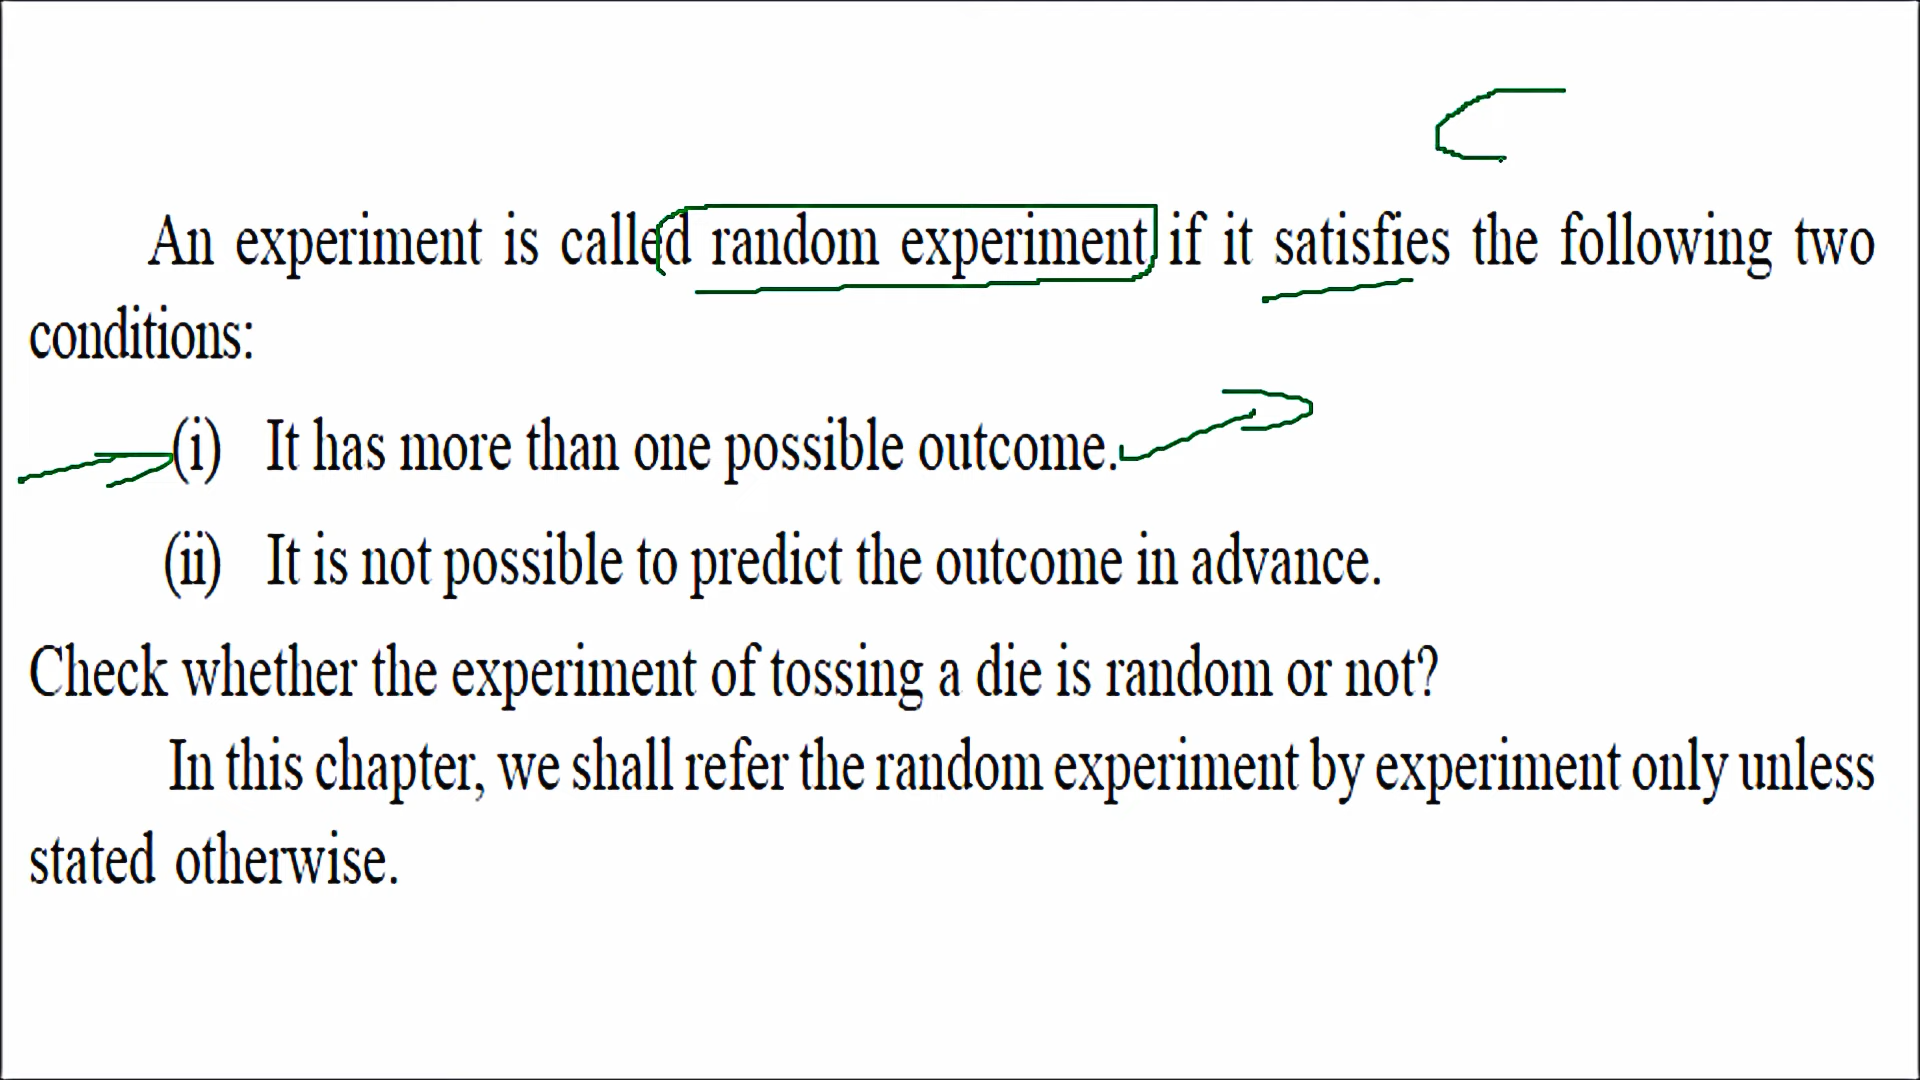 An experiment is called random experiment if it satisfies the following two
conditions:
(i) It has more than one possible outcome.
(ii) It is not possible to predict the outcome in advance.
Check whether the experiment of tossing a die is random or not?
In this chapter, we shall refer the random experiment by experiment only unless
stated otherwise.